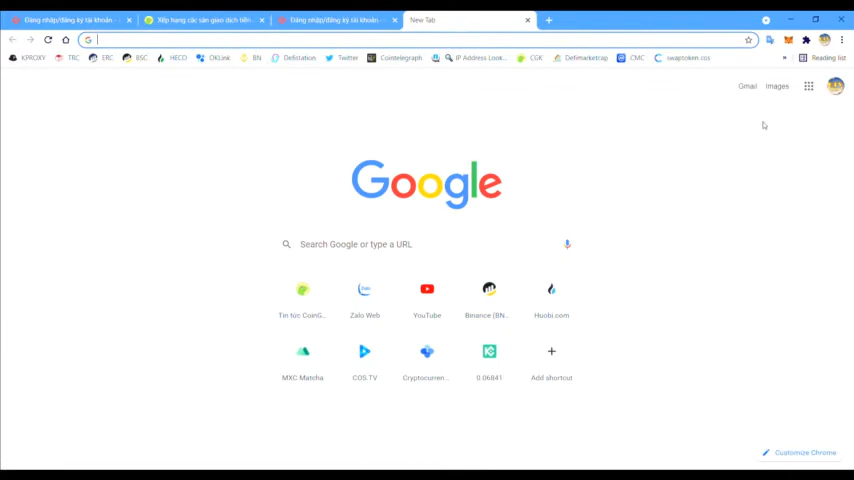 Đăng nhập/đăng ký tài khoản - Xếp hạng các sàn giao dịch tiền Đăng nhập/đăng ký tài khoản New Tab
KPROXY TRC ERC BSC HECO OKLink BN DeBstation Twitter Cointelegraph IP Address Look... CGK Defimarketcap CMC swaptoken.cos » Reading list
Gmail Images
Google
Search Google or type a URL
Tin tức CoinG... Zalo Web YouTube Binance (BN... Huobi.com
MXC Matcha COS.TV Cryptocurren... 0.06841 Add shortcut
Customize Chrome